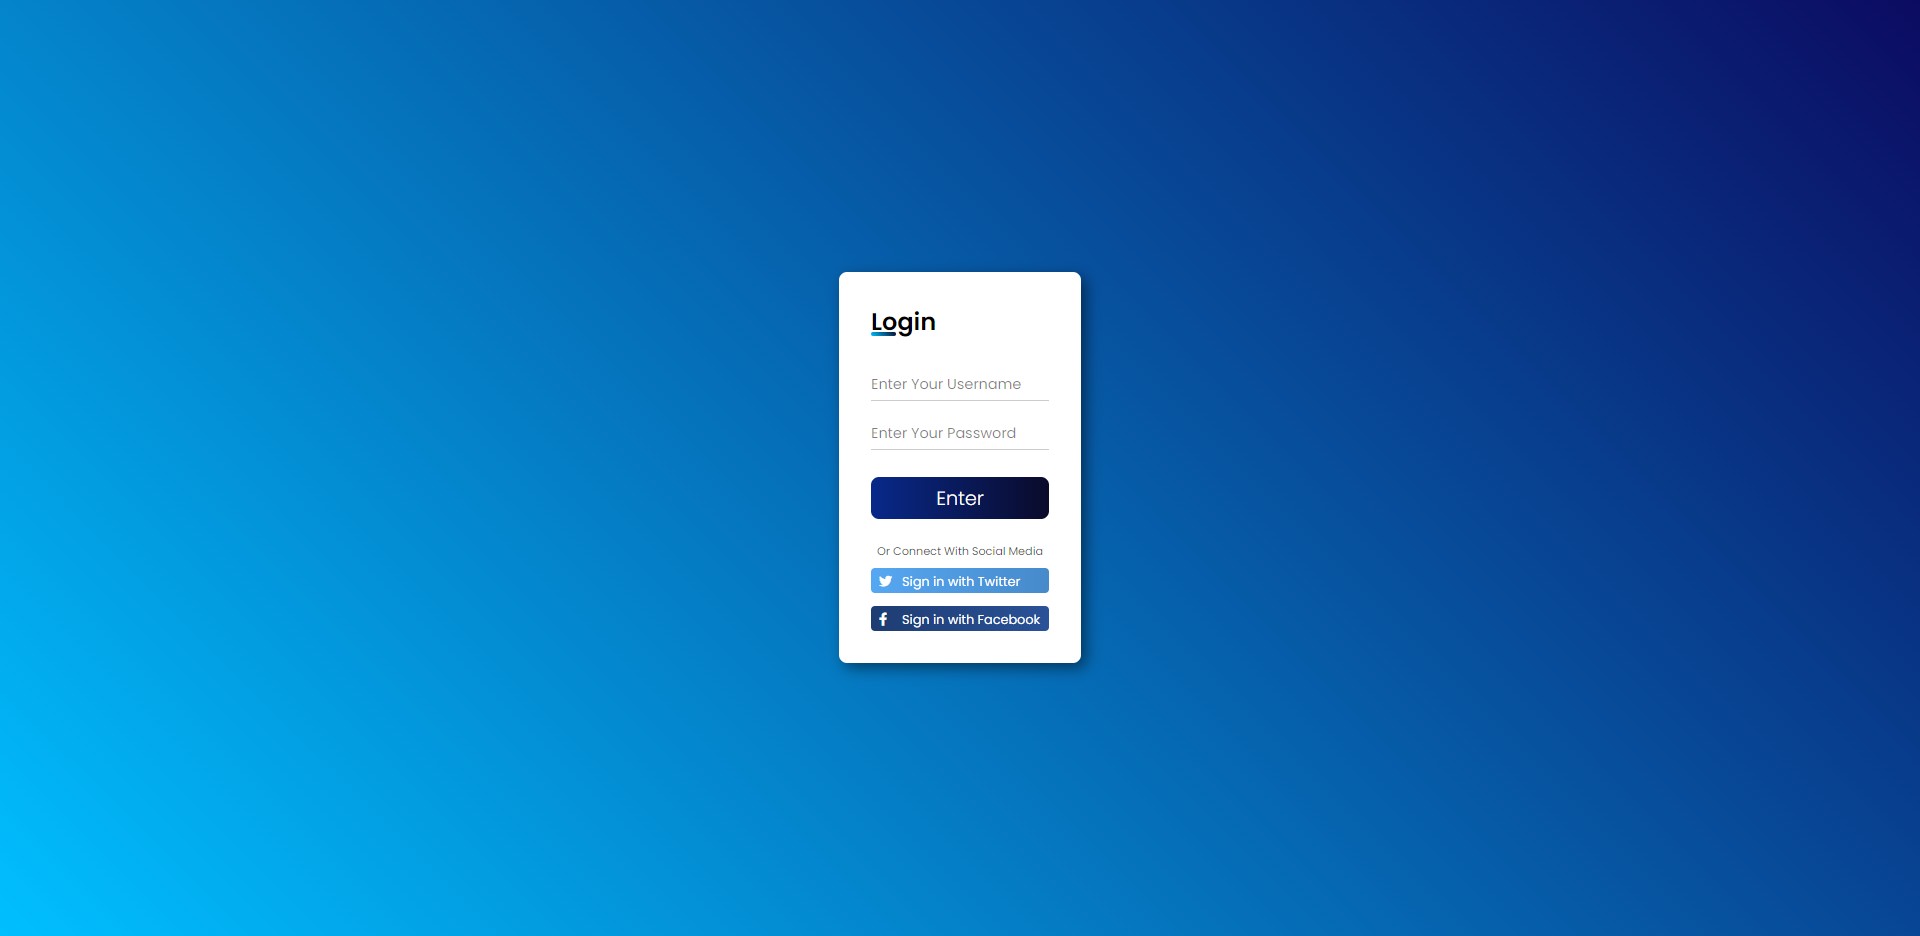 Login
Enter Your Username
Enter Your Password
Enter
Or Connect With Social Media
Sign in with Twitter
Sign in with Facebook